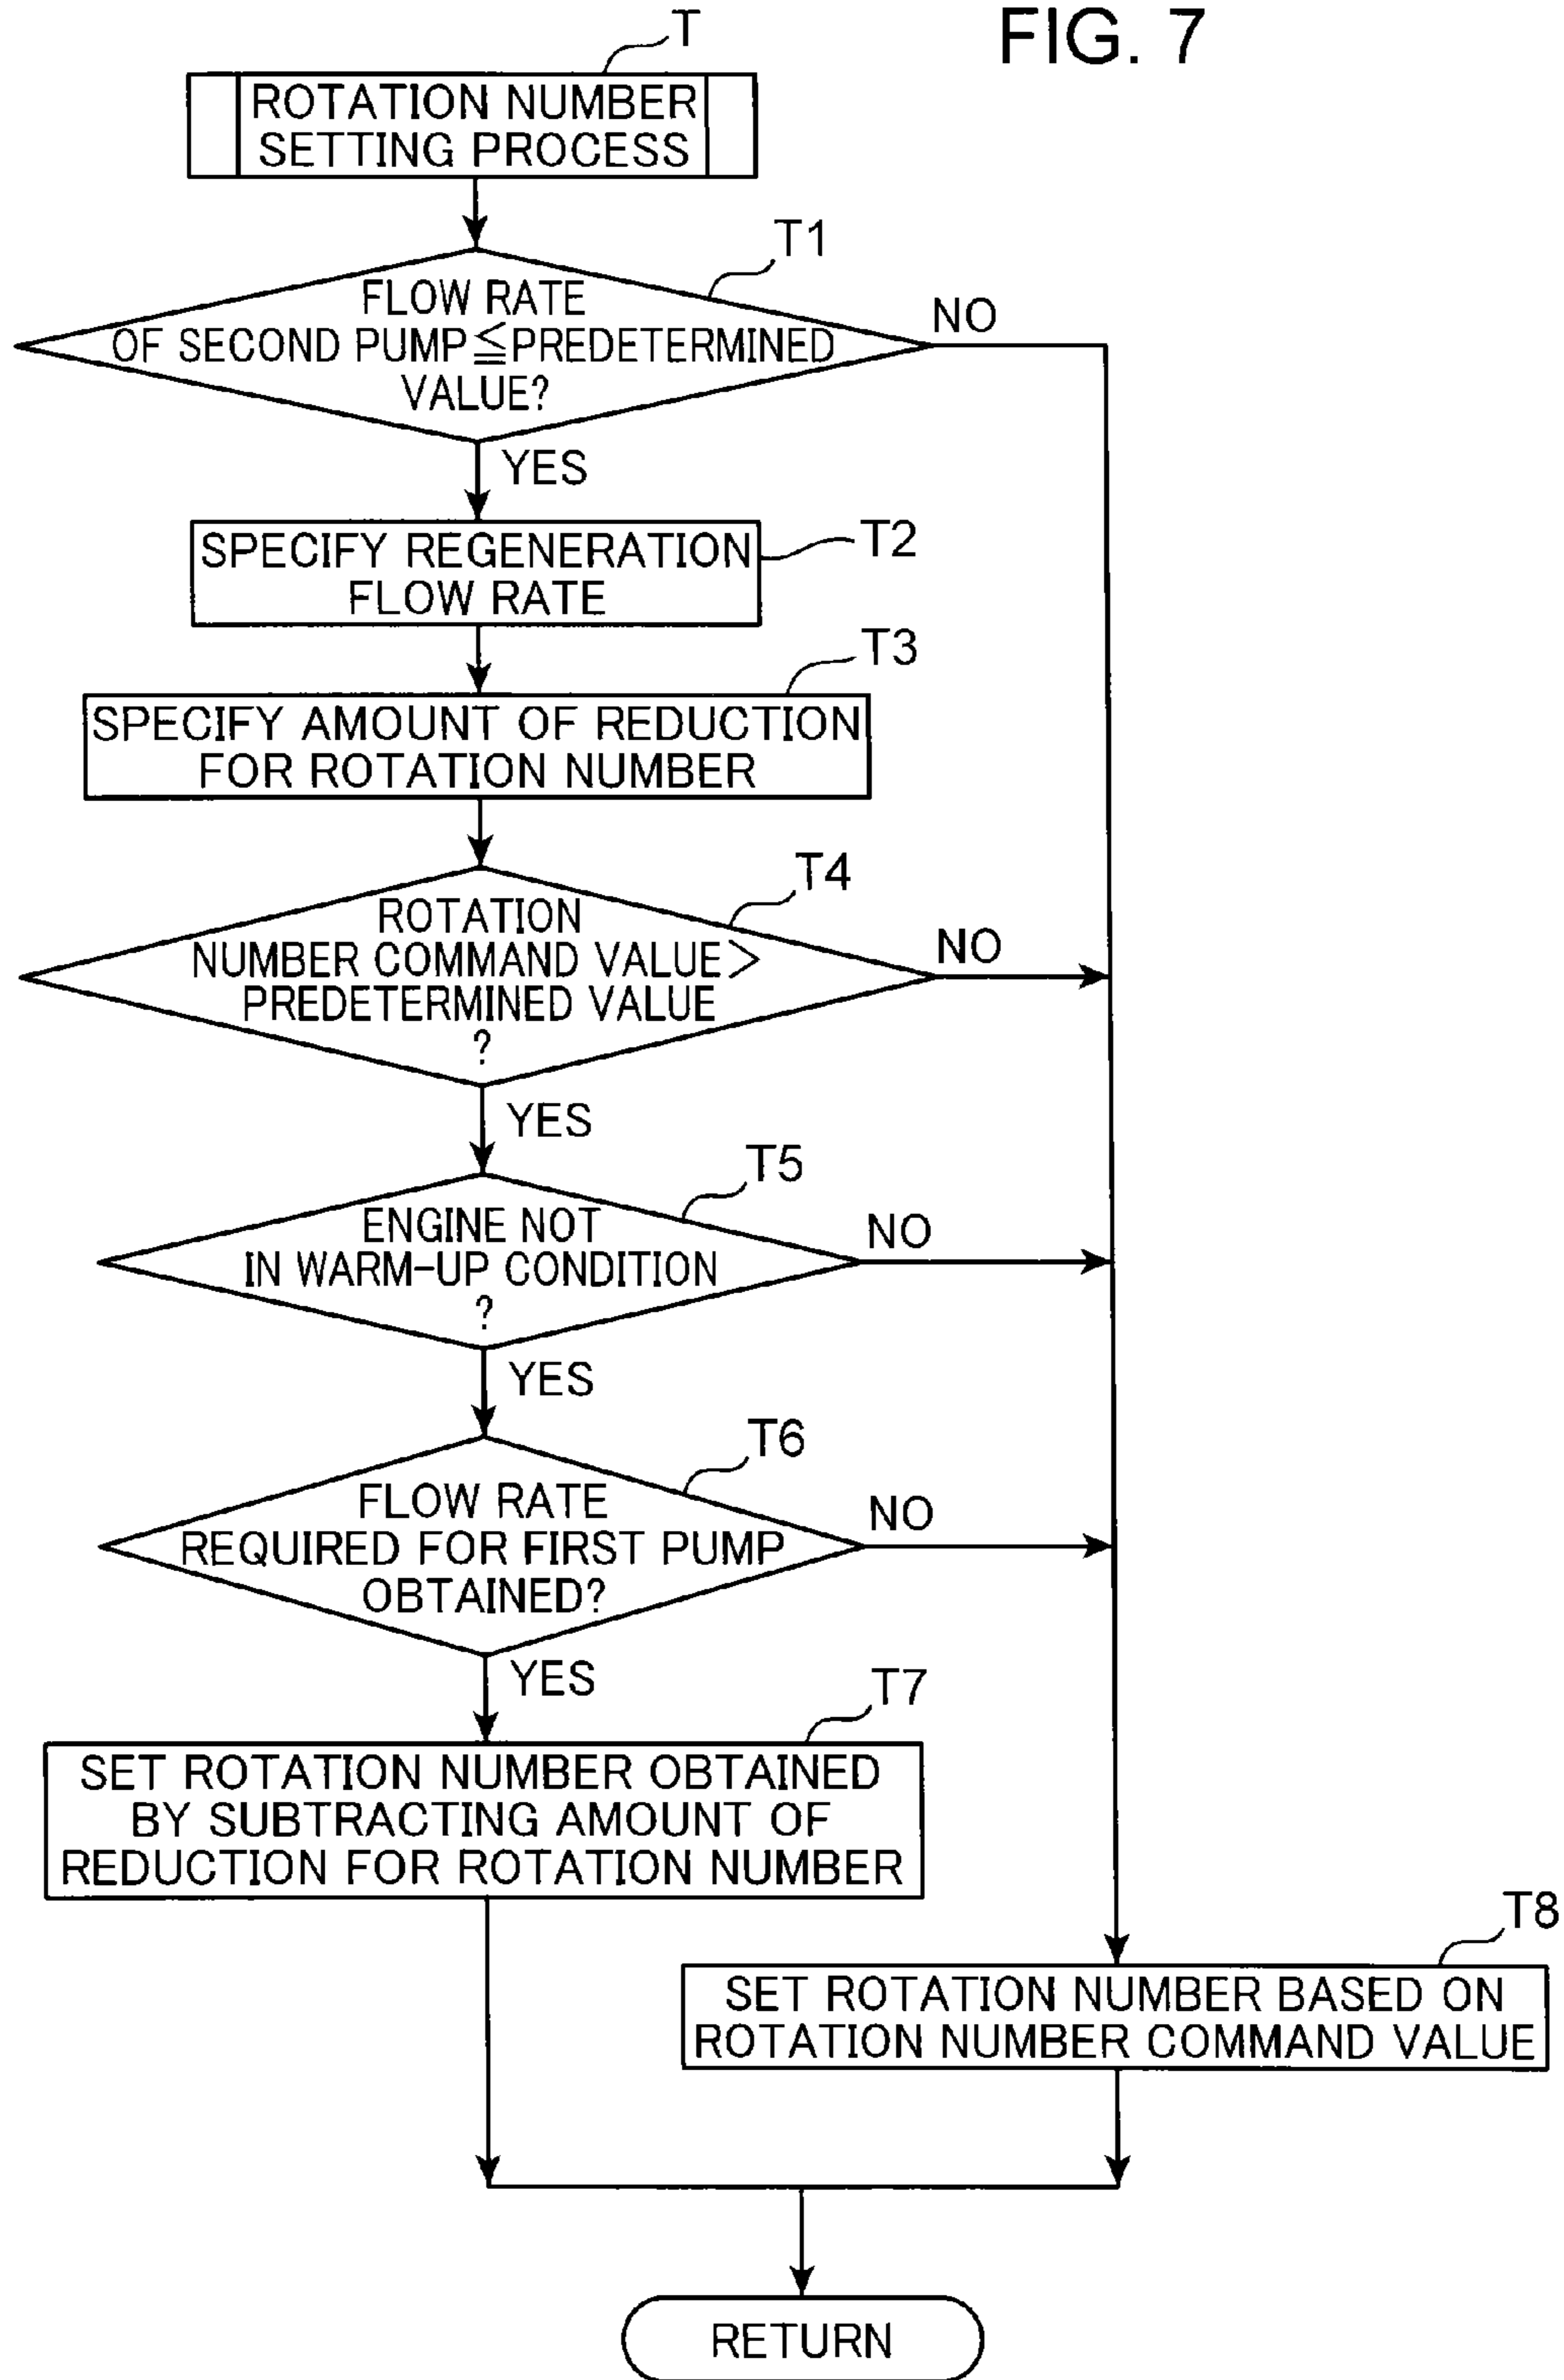 FIG. 7
T
ROTATION NUMBER
SETTING PROCESS
T1
FLOW RATE
OF SECOND PUMP≦PREDETERMINED
VALUE?
NO
YES
T2
SPECIFY REGENERATION
FLOW RATE
T3
SPECIFY AMOUNT OF REDUCTION
FOR ROTATION NUMBER
T4
ROTATION
NUMBER COMMAND VALUE>
PREDETERMINED VALUE
?
NO
YES
T5
ENGINE NOT
IN WARM-UP CONDITION
?
NO
YES
T6
FLOW RATE
REQUIRED FOR FIRST PUMP
OBTAINED?
NO
YES
T7
SET ROTATION NUMBER OBTAINED
BY SUBTRACTING AMOUNT OF
REDUCTION FOR ROTATION NUMBER
T8
SET ROTATION NUMBER BASED ON
ROTATION NUMBER COMMAND VALUE
RETURN